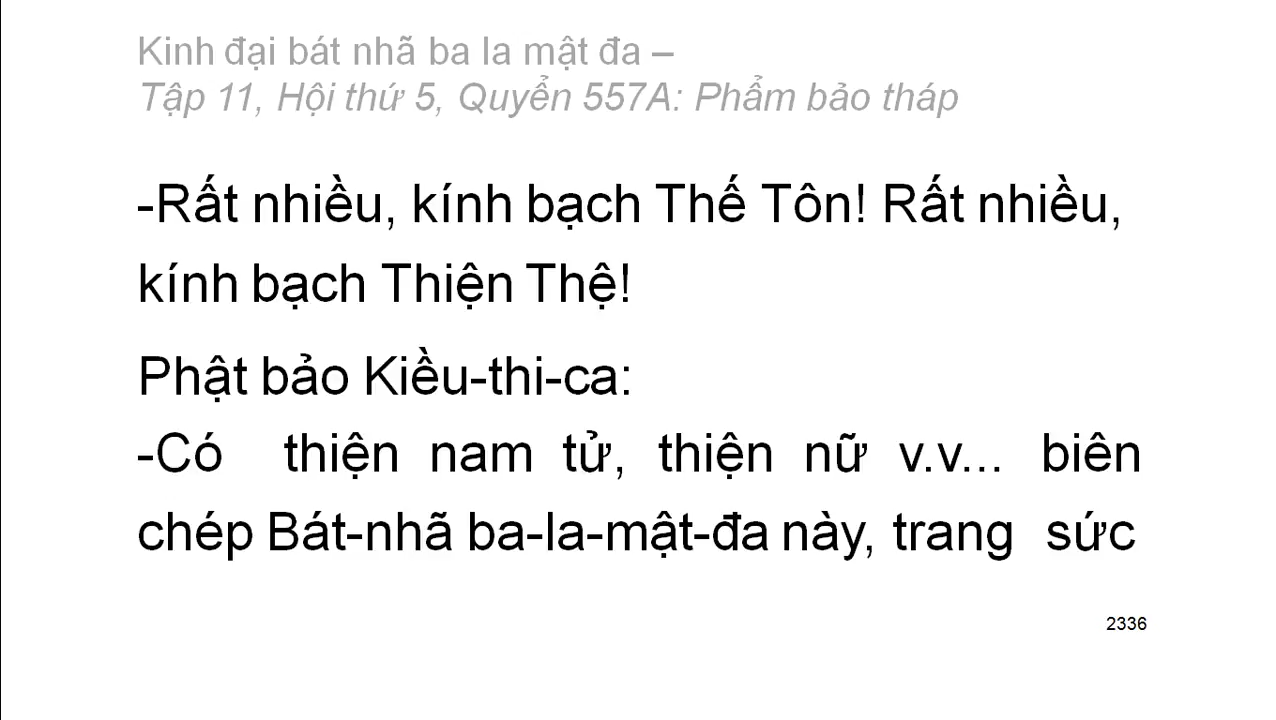 Kinh đại bát nhã ba la mật đa –
Tập 11, Hội thứ 5, Quyển 557A: Phẩm bảo tháp
-Rất nhiều, kính bạch Thế Tôn! Rất nhiều,
kính bạch Thiện Thệ!
Phật bảo Kiều-thi-ca:
-Có thiện nam tử, thiện nữ v.v... biên
chép Bát-nhã ba-la-mật-đa này, trang sức
2336